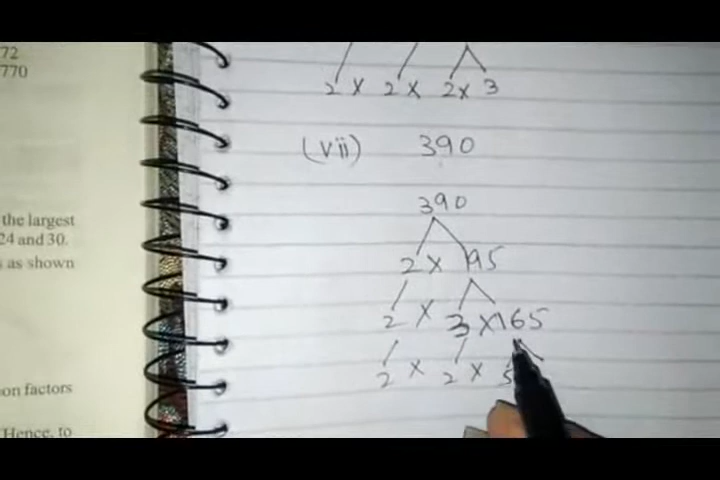 72
770
the largest
24 and 30.
s as shown
on factors
Hence, to
2 x 2 x 2 x 3
(vii) 390
390
2 x 195
2 x 3 x 165
2 x 2 x 5